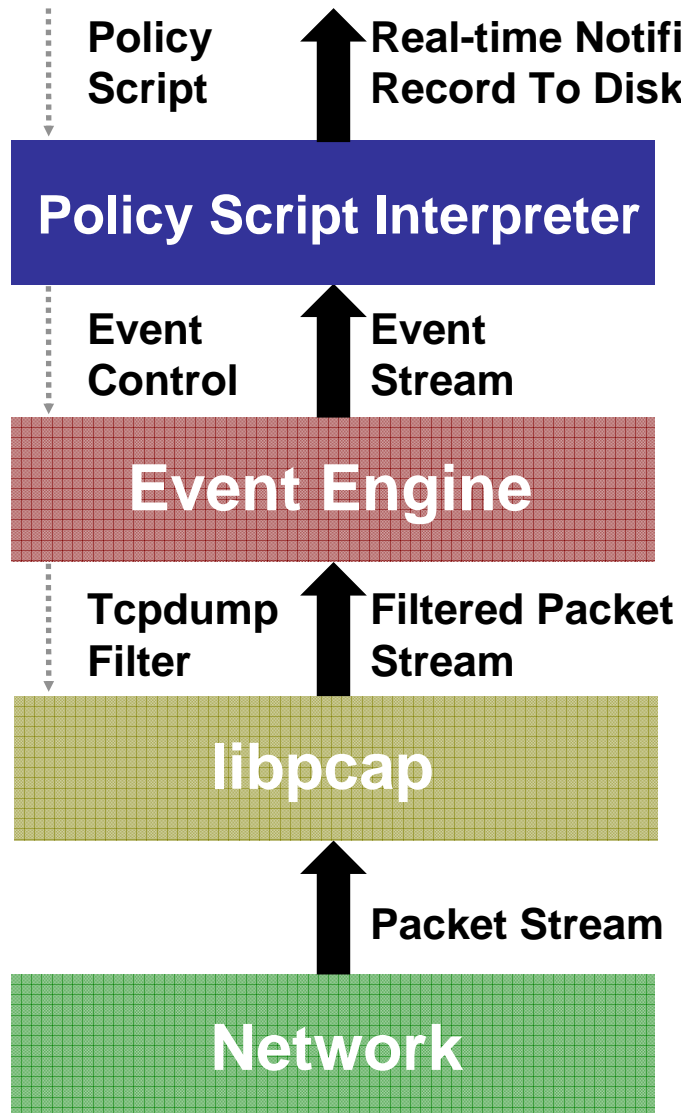 Policy
Script
Real-time Notifi
Record To Disk
Policy Script Interpreter
Event
Control
Event
Stream
Event Engine
Tcpdump
Filter
Filtered Packet
Stream
libpcap
Packet Stream
Network